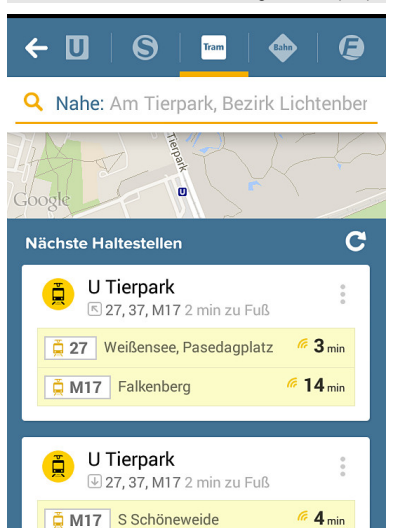 U
S
Tram
Bahn
F
Nahe: Am Tierpark, Bezirk Lichtenber
Tierpark
U
Google
Nächste Haltestellen
U Tierpark
27, 37, M17 2 min zu Fuß
27 Weißensee, Pasedagplatz 3 min
M17 Falkenberg 14 min
U Tierpark
27, 37, M17 2 min zu Fuß
M17 S Schöneweide 4 min